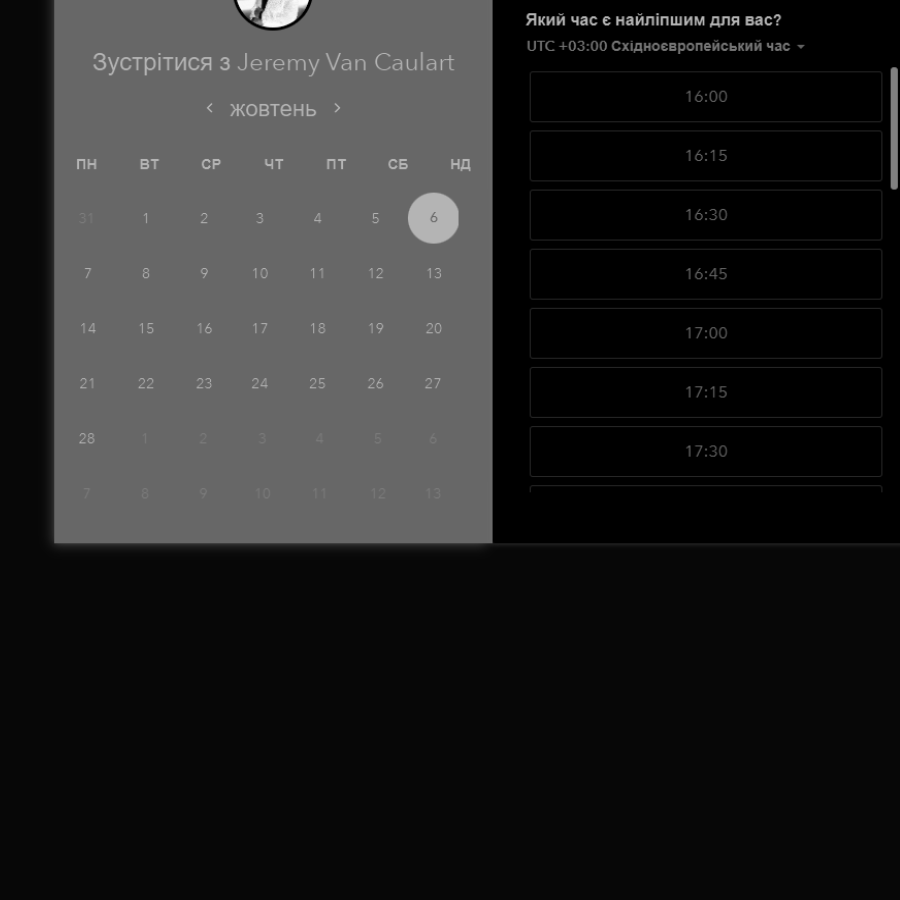 Зустрітися з Jeremy Van Caulart
жовтень
ПН ВТ СР ЧТ ПТ СБ НД
31 1 2 3 4 5 6
7 8 9 10 11 12 13
14 15 16 17 18 19 20
21 22 23 24 25 26 27
28 1 2 3 4 5 6
7 8 9 10 11 12 13
Який час є найліпшим для вас?
UTC +03:00 Східноєвропейський час
16:00
16:15
16:30
16:45
17:00
17:15
17:30